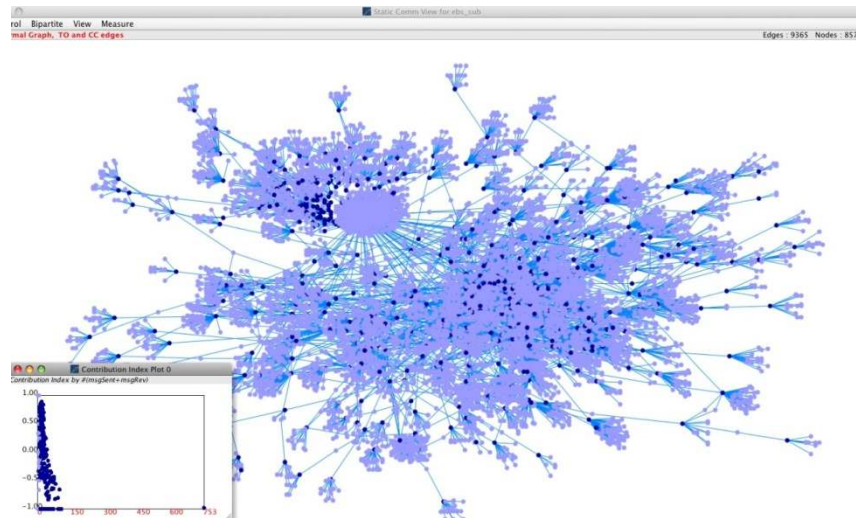 Static Comm View for ebs_sub
rol Bipartite View Measure
mal Graph, TO and CC edges Edges : 9365 Nodes : 857
Contribution Index Plot 0
Contribution Index by #(msgSent+msgRev)
1.00
0.50
0.00
-0.5
-1.00
0 150 300 450 600 753